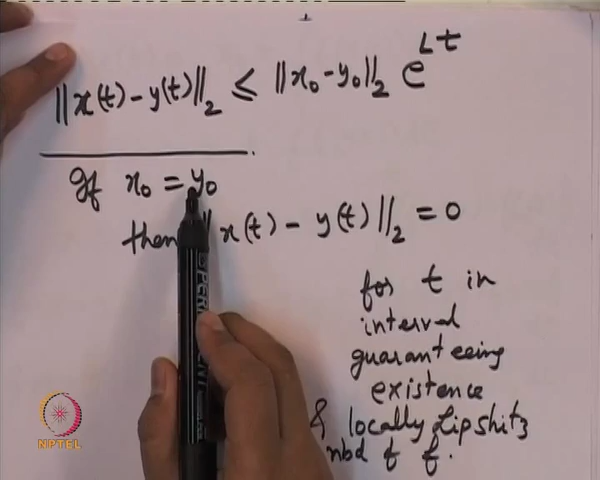 ||x(t) - y(t)||₂ ≤ ||x₀ - y₀||₂ e^{Lt}
If x₀ = y₀
then || x(t) - y(t) ||₂ = 0
for t in
interval
guaranteeing
existence
& locally Lipshitz
nbd of f.
NPTEL